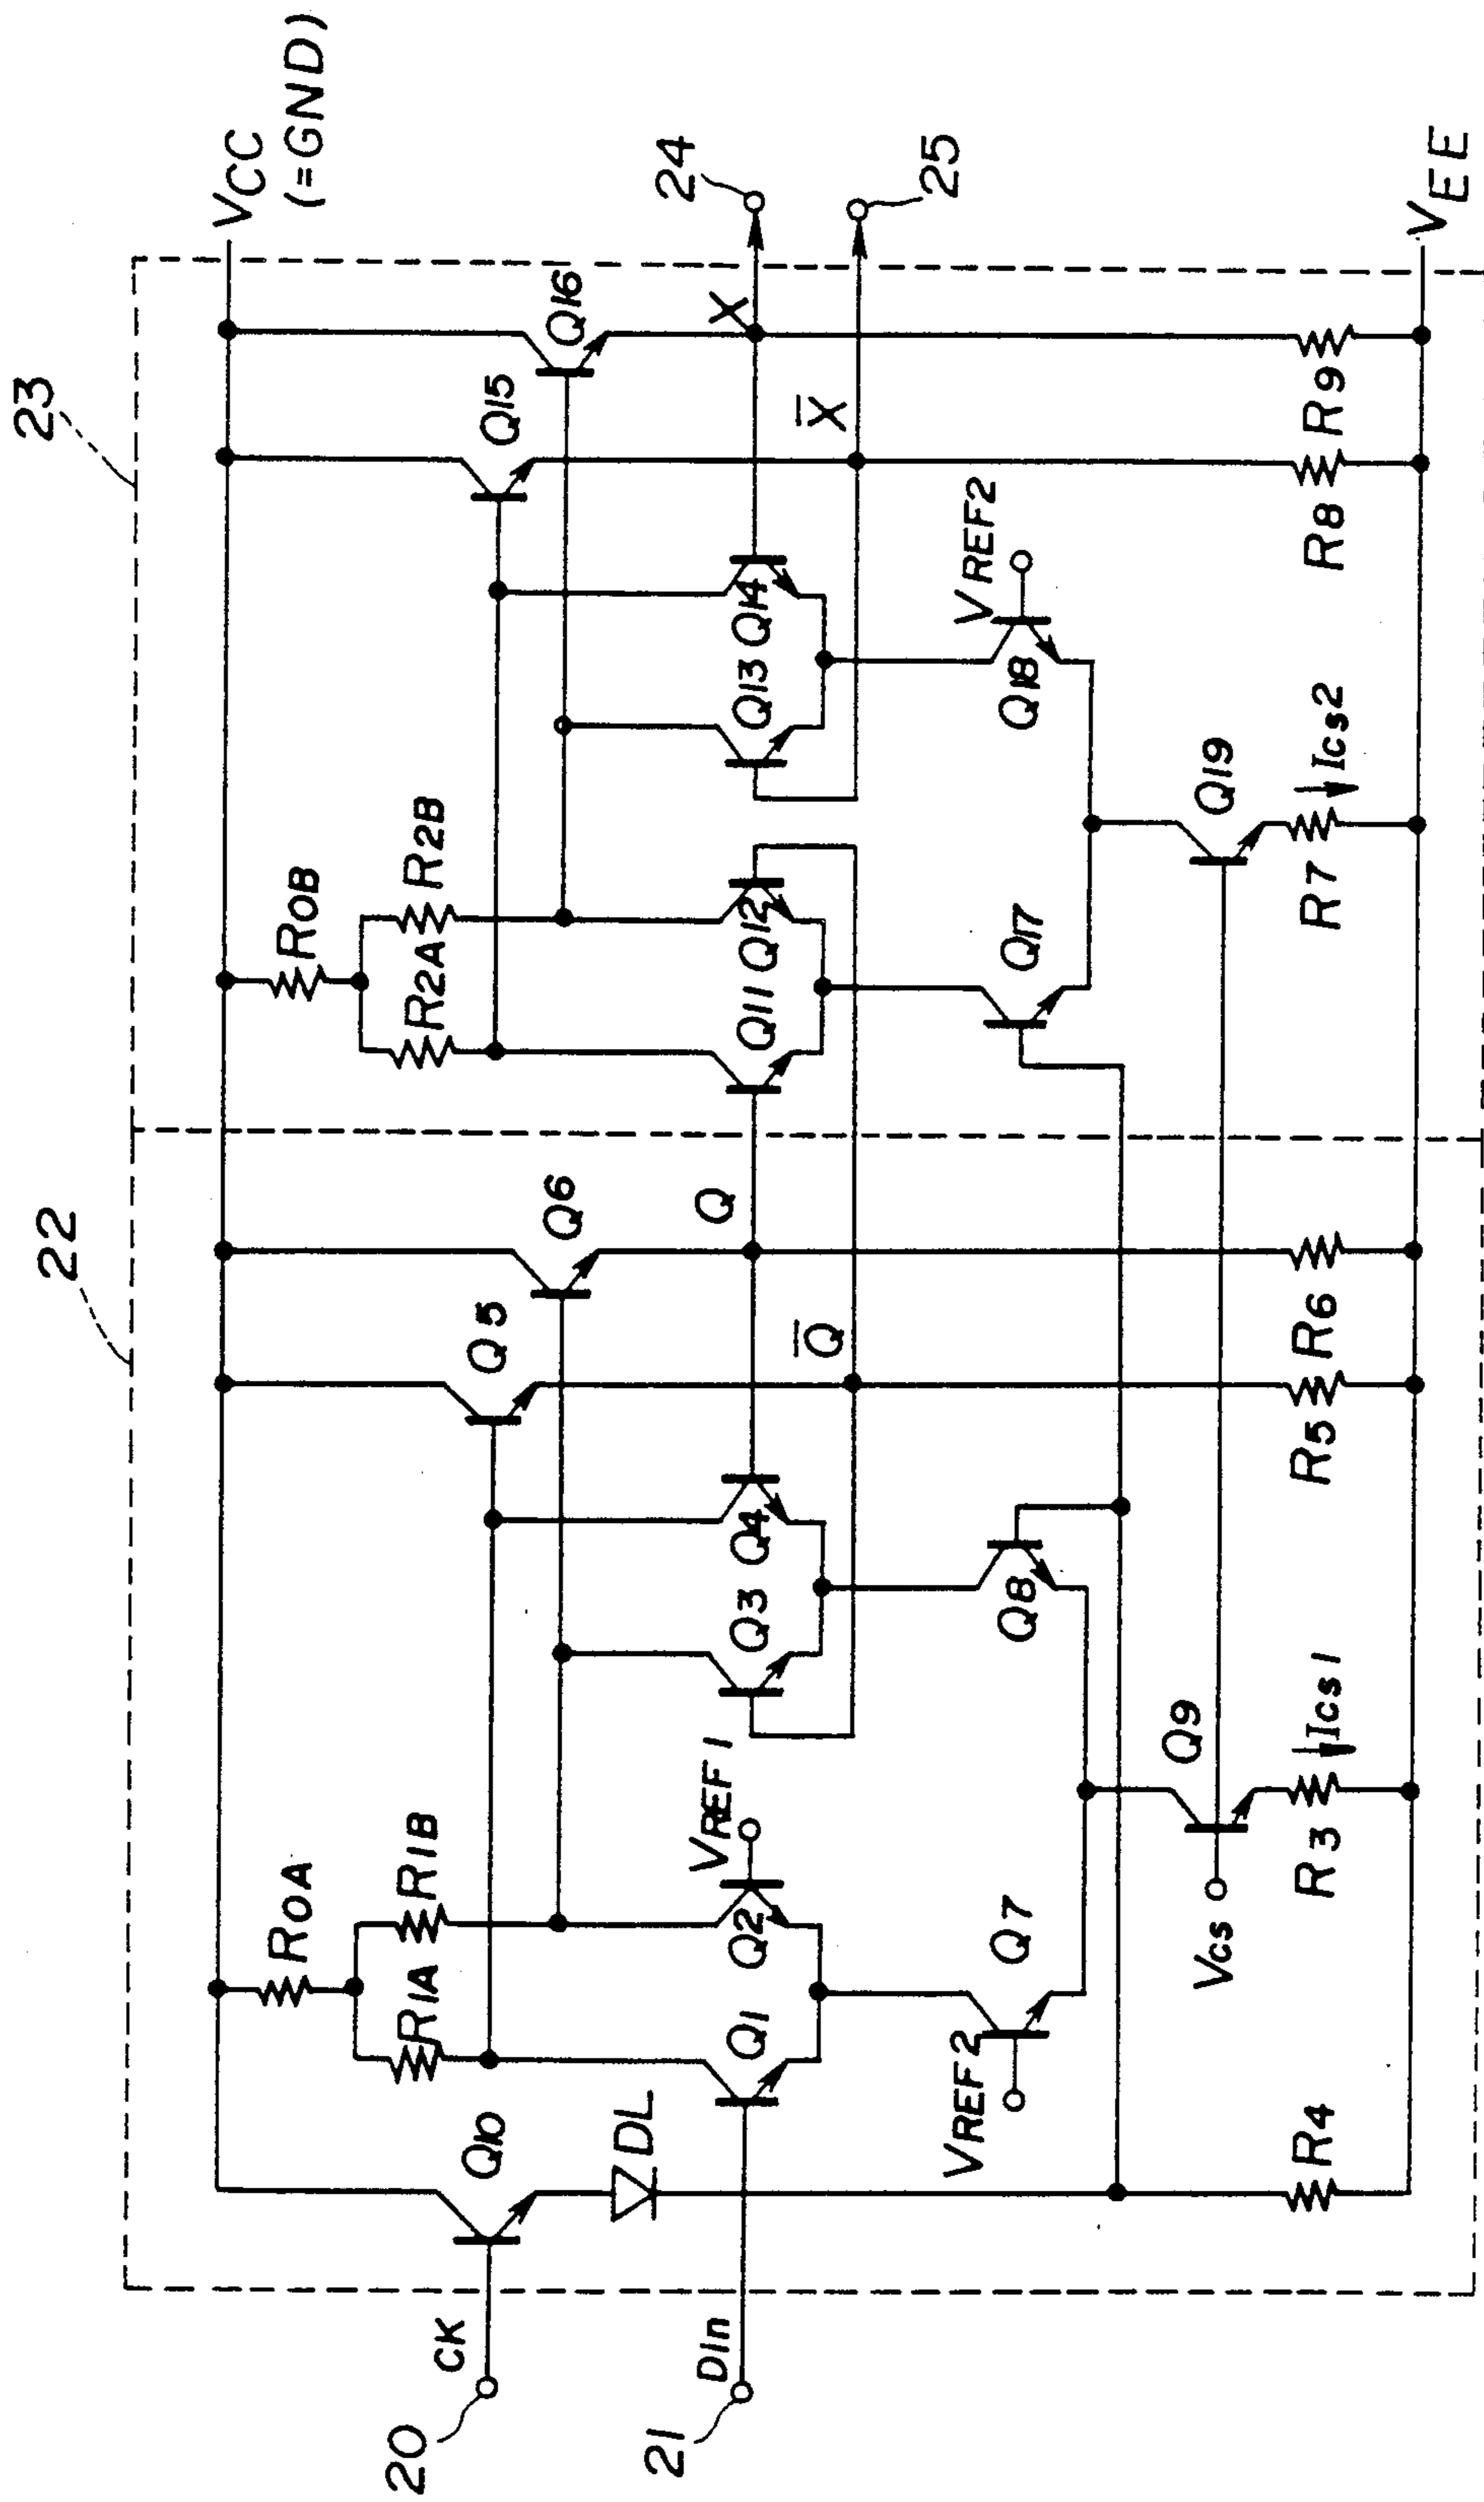 22
23
VCC
(=GND)
R0A
R1A
R1B
R0B
R2A
R2B
20
CK
Q10
DL
Q5
Q6
Q15
Q16
21
Din
Q1
Q2
VREF1
Q3
Q4
Q
Q̅
Q11
Q12
Q13
Q14
X
X̅
24
25
VREF2
Q7
Q8
Q17
Q18
VREF2
Vcs
Q9
Q19
R4
R3
Ics1
R5
R6
R7
Ics2
R8
R9
VEE